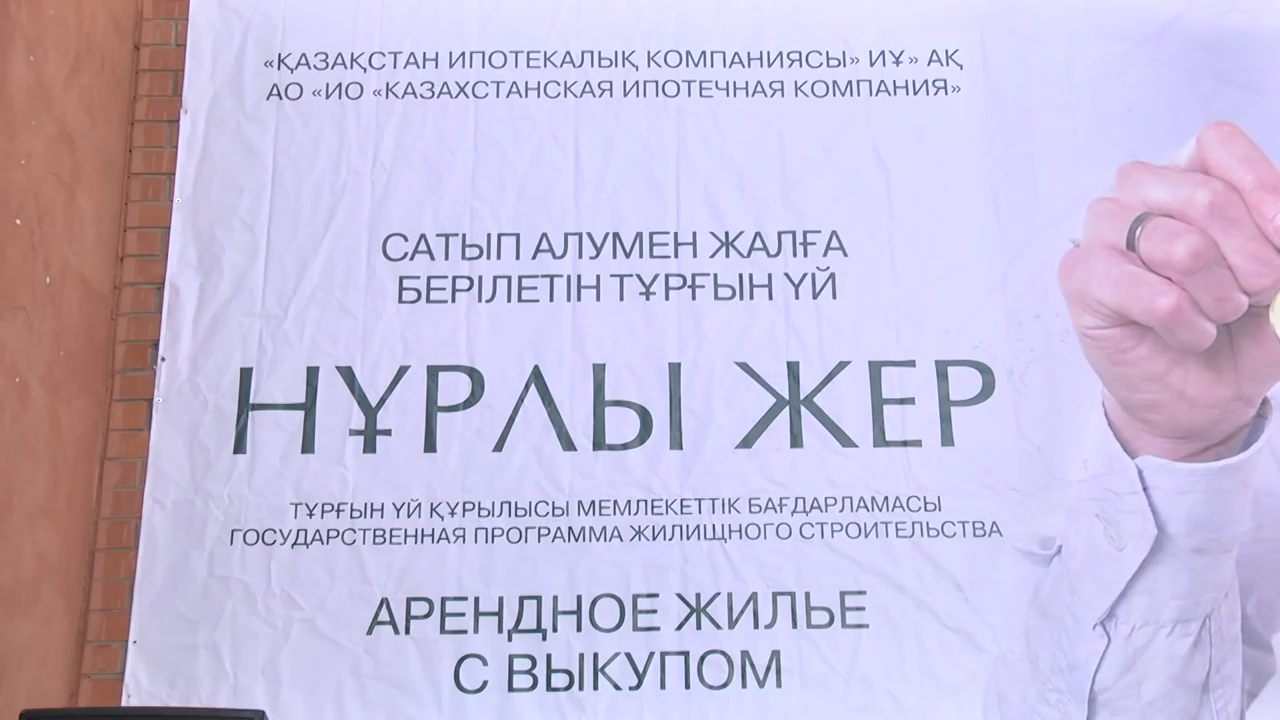 «ҚАЗАҚСТАН ИПОТЕКАЛЫҚ КОМПАНИЯСЫ» ИҰ» АҚ
АО «ИО «КАЗАХСТАНСКАЯ ИПОТЕЧНАЯ КОМПАНИЯ»
САТЫП АЛУМЕН ЖАЛҒА
БЕРІЛЕТІН ТҰРҒЫН ҮЙ
НҰРЛЫ ЖЕР
ТҰРҒЫН ҮЙ ҚҰРЫЛЫСЫ МЕМЛЕКЕТТІК БАҒДАРЛАМАСЫ
ГОСУДАРСТВЕННАЯ ПРОГРАММА ЖИЛИЩНОГО СТРОИТЕЛЬСТВА
АРЕНДНОЕ ЖИЛЬЕ
С ВЫКУПОМ